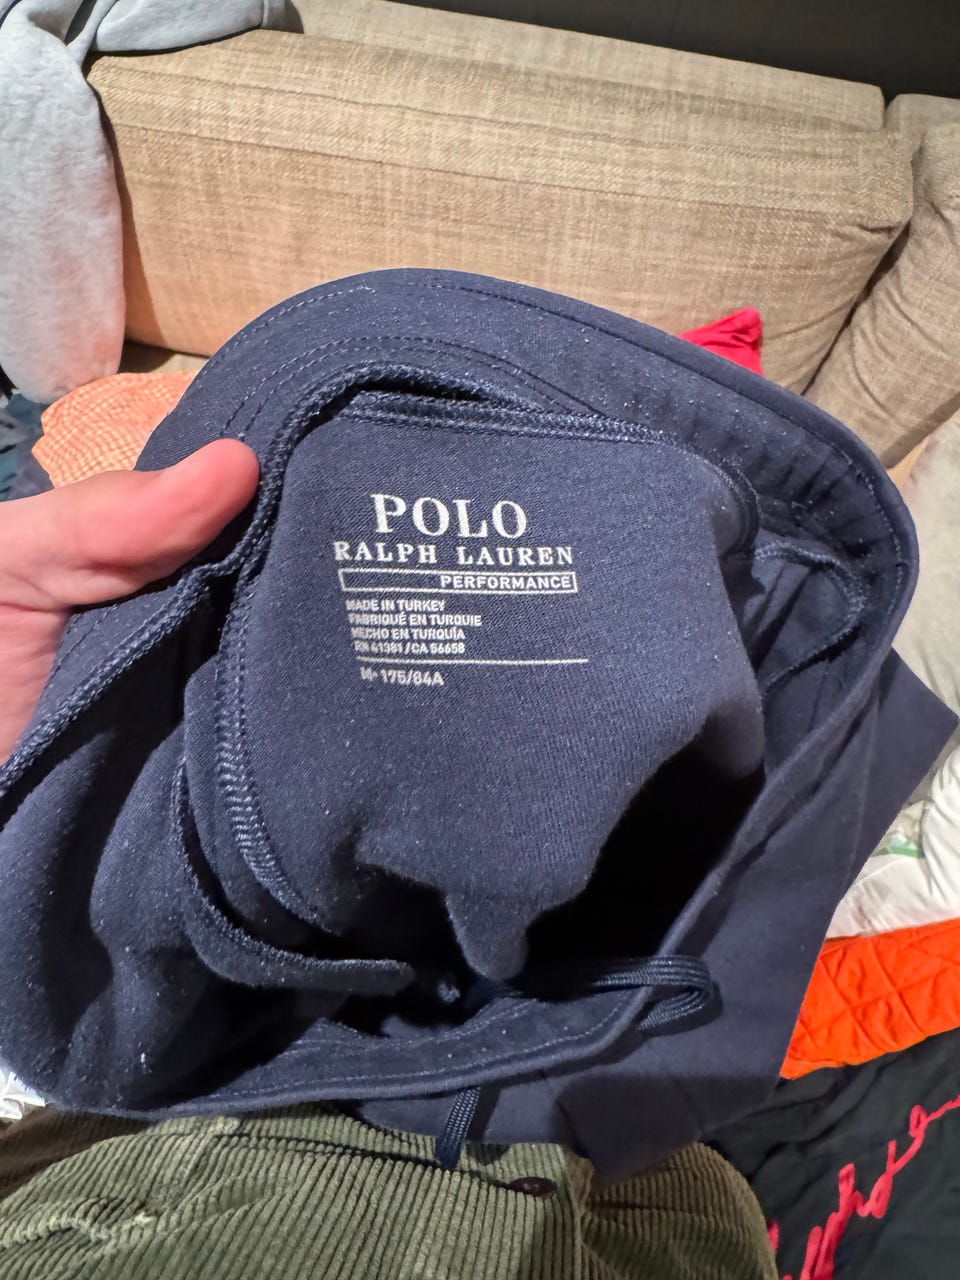 POLO
RALPH LAUREN
PERFORMANCE
MADE IN TURKEY
FABRIQUÉ EN TURQUIE
HECHO EN TURQUÍA
RN 41381 / CA 56658
M• 175/84A